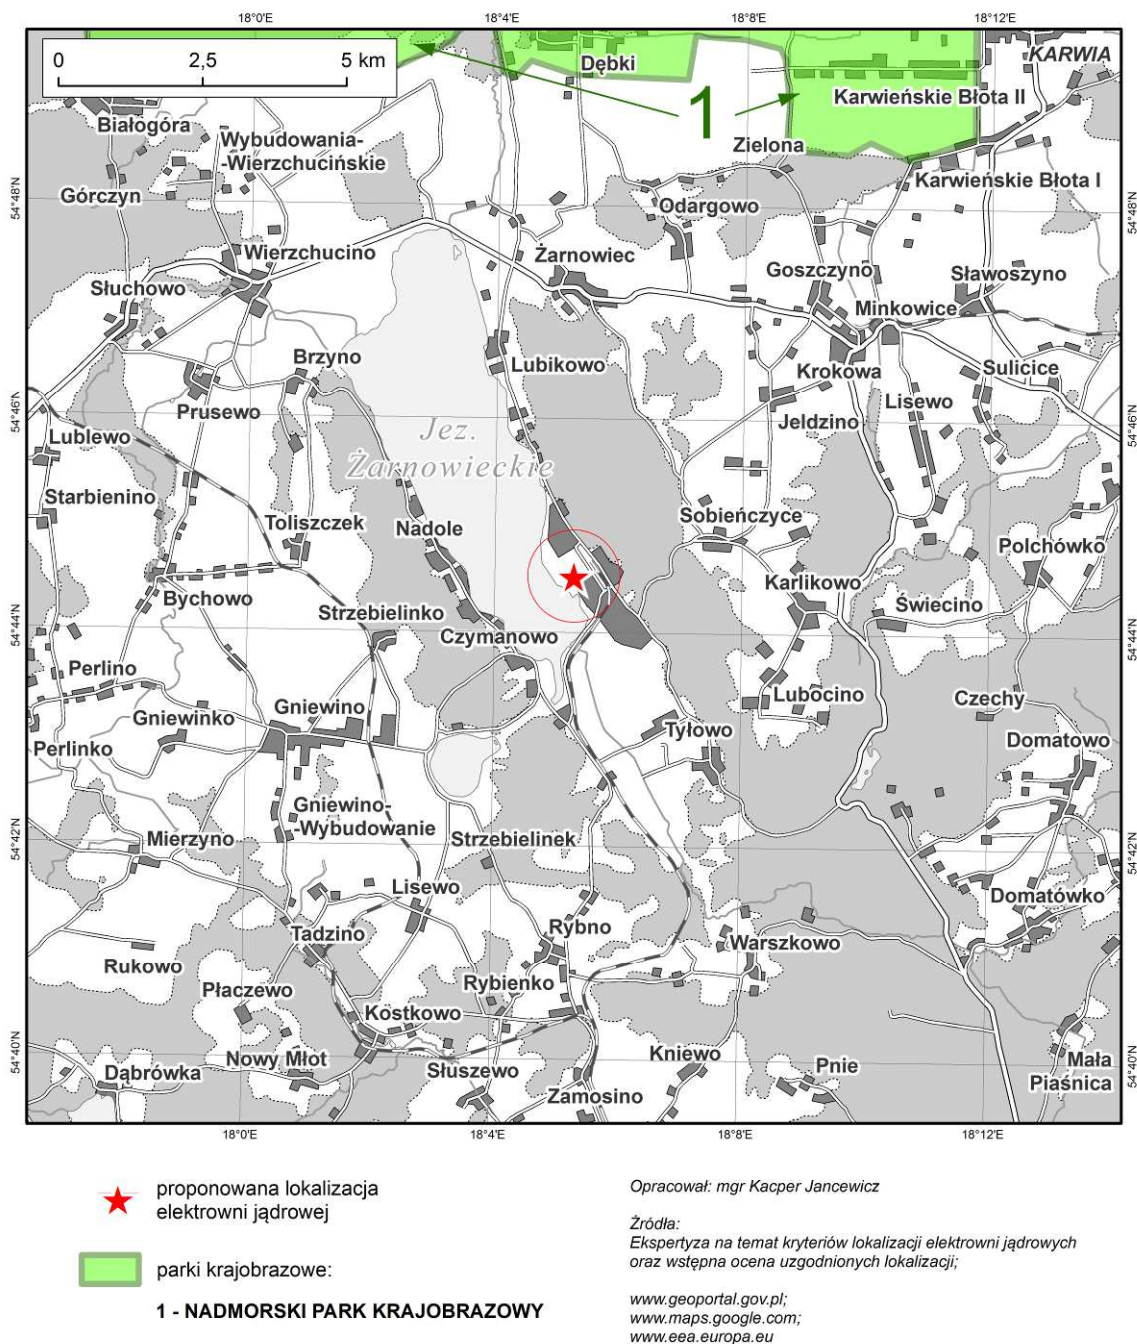 18°0'E 18°4'E 18°8'E 18°12'E
0 2,5 5 km
KARWIA
Dębki
Karwieńskie Błota II
1
Białogóra
Wybudowania-
-Wierzchucińskie
Zielona
Karwieńskie Błota I
Górczyn
54°48'N
54°48'N
Odargowo
Wierzchucino
Żarnowiec
Goszczyno
Sławoszyno
Słuchowo
Minkowice
Brzyno
Lubikowo
Krokowa
Sulicice
Prusewo
Jeldzino
Lisewo
54°46'N
54°46'N
Lublewo
Jez.
Żarnowieckie
Starbienino
Toliszczek
Nadole
Sobieńczyce
Polchówko
Karlikowo
Bychowo
Strzebielinko
Świecino
54°44'N
54°44'N
Czymanowo
Perlino
Lubocino
Czechy
Gniewinko
Gniewino
Tyłowo
Perlinko
Domatowo
Gniewino-
-Wybudowanie
54°42'N
54°42'N
Mierzyno
Strzebielinek
Lisewo
Domatówko
Tadzino
Rybno
Warszkowo
Rukowo
Płaczewo
Rybienko
Kostkowo
54°40'N
54°40'N
Nowy Młot
Kniewo
Mała
Piaśnica
Dąbrówka
Słuszewo
Pnie
Zamosino
18°0'E 18°4'E 18°8'E 18°12'E
proponowana lokalizacja
elektrowni jądrowej
parki krajobrazowe:
1 - NADMORSKI PARK KRAJOBRAZOWY
Opracował: mgr Kacper Jancewicz
Źródła:
Ekspertyza na temat kryteriów lokalizacji elektrowni jądrowych
oraz wstępna ocena uzgodnionych lokalizacji;
www.geoportal.gov.pl;
www.maps.google.com;
www.eea.europa.eu